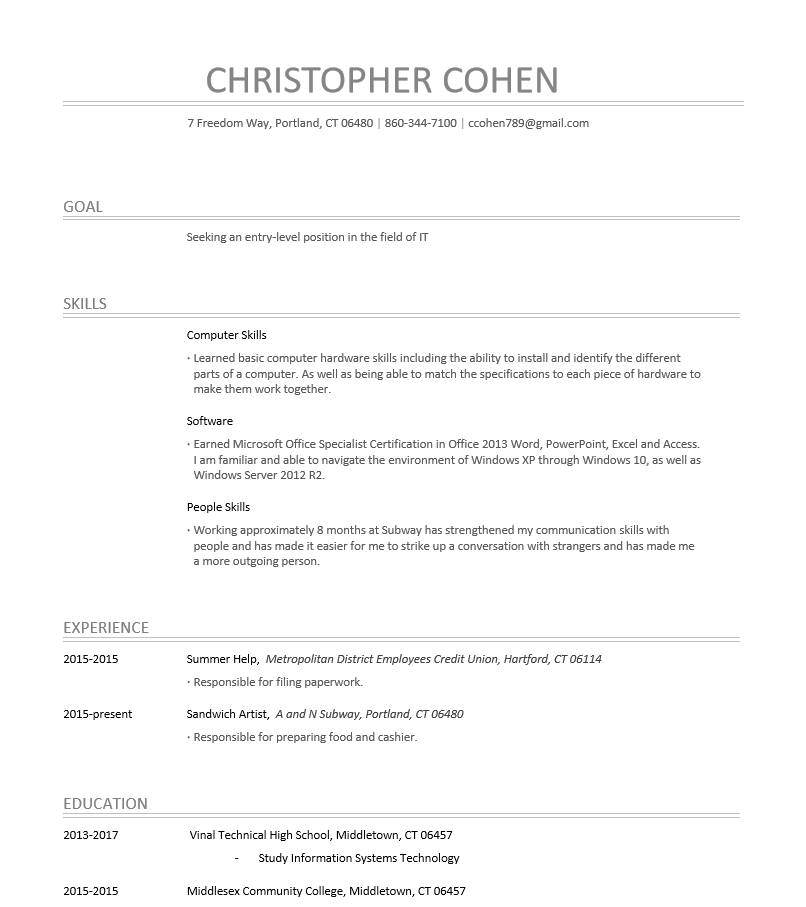 CHRISTOPHER COHEN
7 Freedom Way, Portland, CT 06480 | 860-344-7100 | ccohen789@gmail.com
GOAL
Seeking an entry-level position in the field of IT
SKILLS
Computer Skills
· Learned basic computer hardware skills including the ability to install and identify the different
parts of a computer. As well as being able to match the specifications to each piece of hardware to
make them work together.
Software
· Earned Microsoft Office Specialist Certification in Office 2013 Word, PowerPoint, Excel and Access.
I am familiar and able to navigate the environment of Windows XP through Windows 10, as well as
Windows Server 2012 R2.
People Skills
· Working approximately 8 months at Subway has strengthened my communication skills with
people and has made it easier for me to strike up a conversation with strangers and has made me
a more outgoing person.
EXPERIENCE
2015-2015 Summer Help, Metropolitan District Employees Credit Union, Hartford, CT 06114
· Responsible for filing paperwork.
2015-present Sandwich Artist, A and N Subway, Portland, CT 06480
· Responsible for preparing food and cashier.
EDUCATION
2013-2017 Vinal Technical High School, Middletown, CT 06457
- Study Information Systems Technology
2015-2015 Middlesex Community College, Middletown, CT 06457